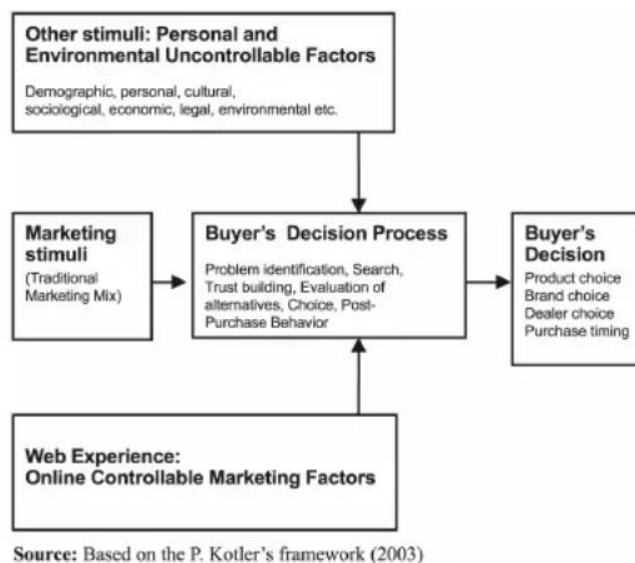 Other stimuli: Personal and
Environmental Uncontrollable Factors
Demographic, personal, cultural,
sociological, economic, legal, environmental etc.
Marketing
stimuli
(Traditional
Marketing Mix)
Buyer's Decision Process
Problem identification, Search,
Trust building, Evaluation of
alternatives, Choice, Post-
Purchase Behavior
Buyer's
Decision
Product choice
Brand choice
Dealer choice
Purchase timing
Web Experience:
Online Controllable Marketing Factors
Source: Based on the P. Kotler's framework (2003)